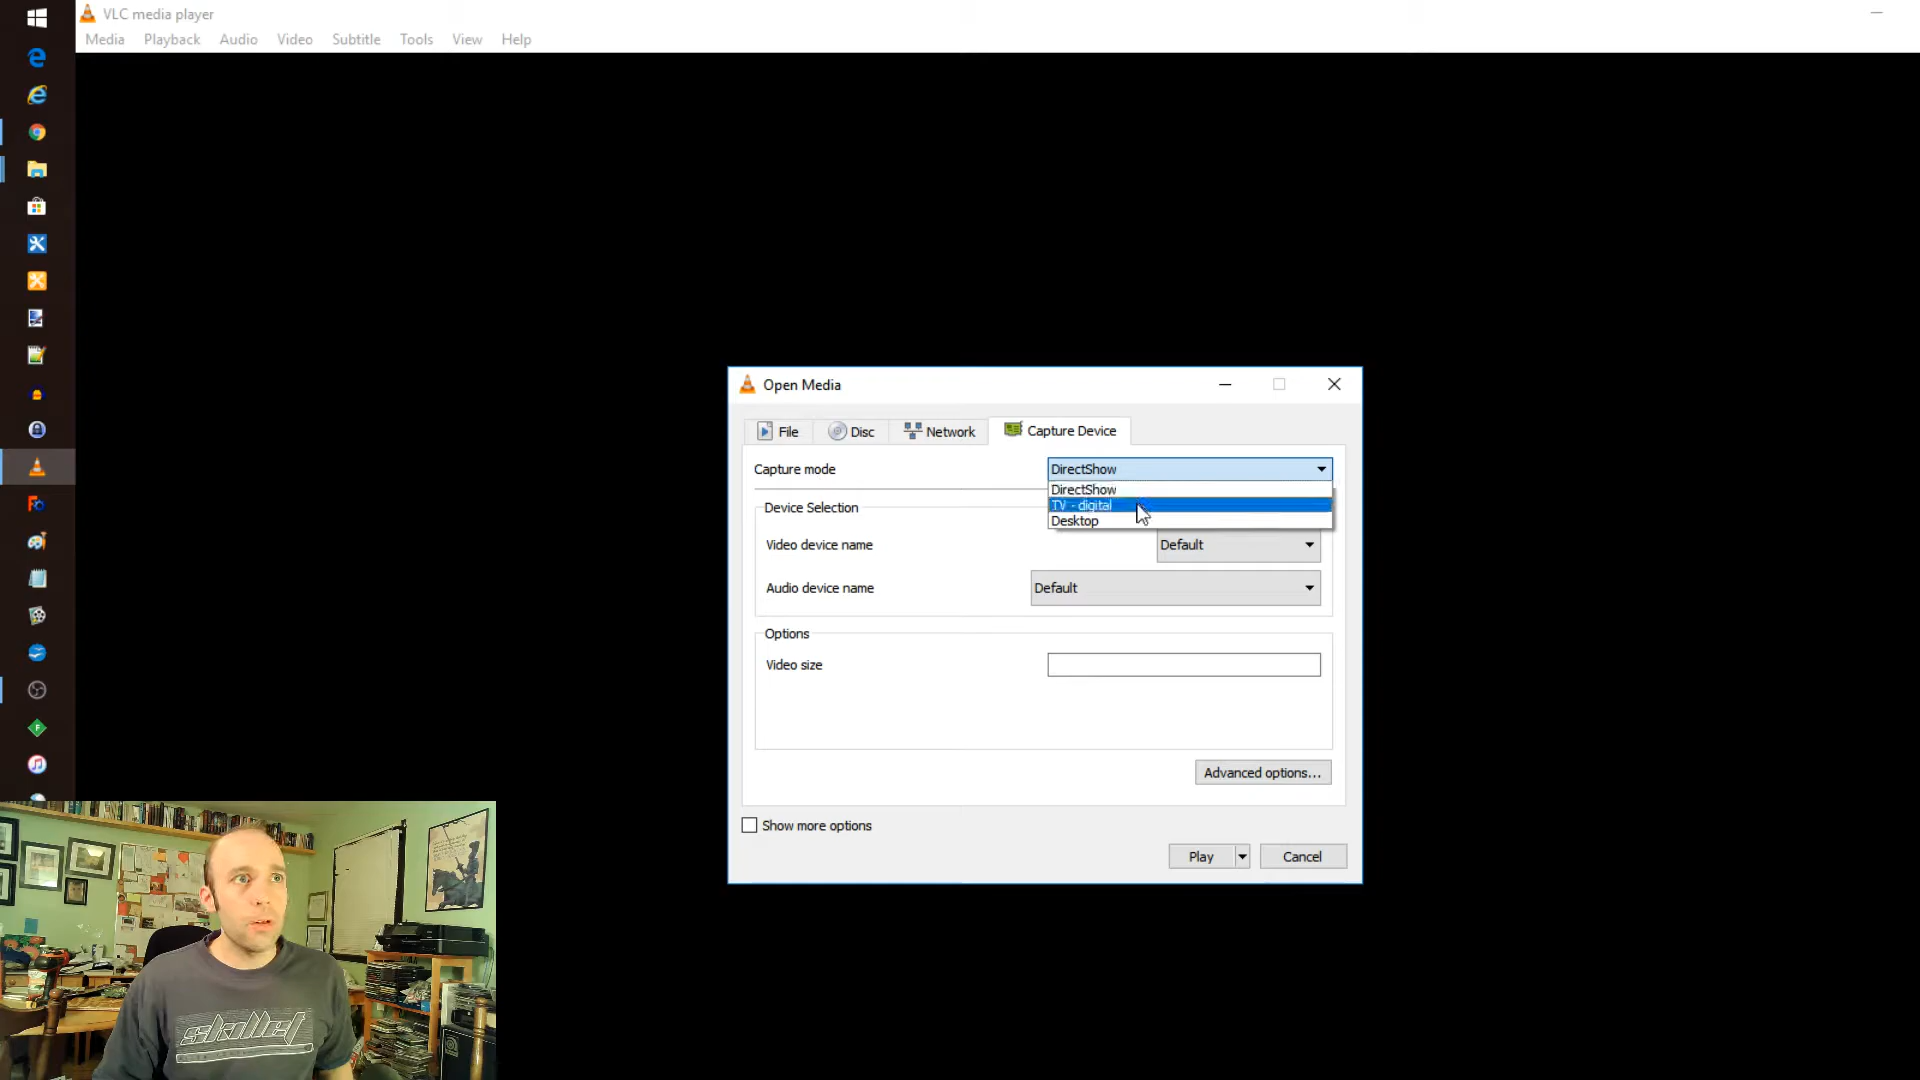 VLC media player
Media Playback Audio Video Subtitle Tools View Help
Open Media
File Disc Network Capture Device
Capture mode
DirectShow
DirectShow
TV - digital
Desktop
Device Selection
Video device name
Default
Audio device name
Default
Options
Video size
Advanced options...
Show more options
Play Cancel
skillet